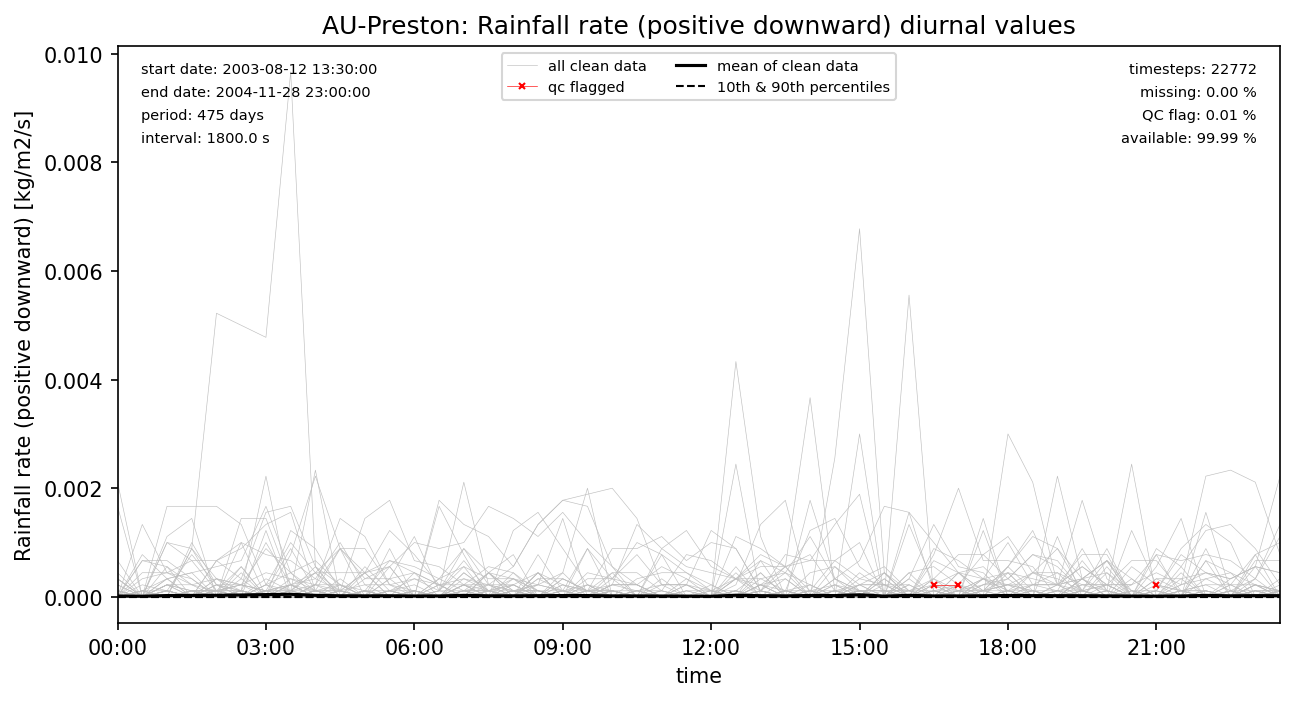 AU-Preston: Rainfall rate (positive downward) diurnal values
start date: 2003-08-12 13:30:00
end date: 2004-11-28 23:00:00
period: 475 days
interval: 1800.0 s
all clean data
qc flagged
mean of clean data
10th & 90th percentiles
timesteps: 22772
missing: 0.00 %
QC flag: 0.01 %
available: 99.99 %
Rainfall rate (positive downward) [kg/m2/s]
0.010
0.008
0.006
0.004
0.002
0.000
00:00 03:00 06:00 09:00 12:00 15:00 18:00 21:00
time